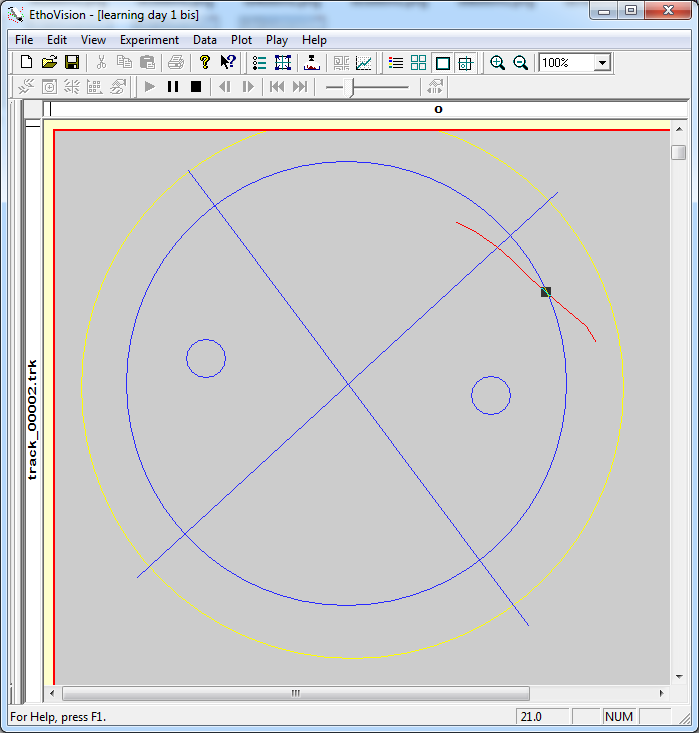 EthoVision - [learning day 1 bis]
File Edit View Experiment Data Plot Play Help
100%
O
track_00002.trk
For Help, press F1.
21.0
NUM